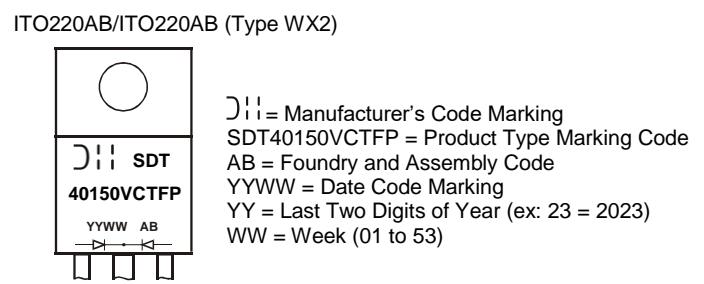 ITO220AB/ITO220AB (Type WX2)
SDT
40150VCTFP
YYWW AB
= Manufacturer's Code Marking
SDT40150VCTFP = Product Type Marking Code
AB = Foundry and Assembly Code
YYWW = Date Code Marking
YY = Last Two Digits of Year (ex: 23 = 2023)
WW = Week (01 to 53)